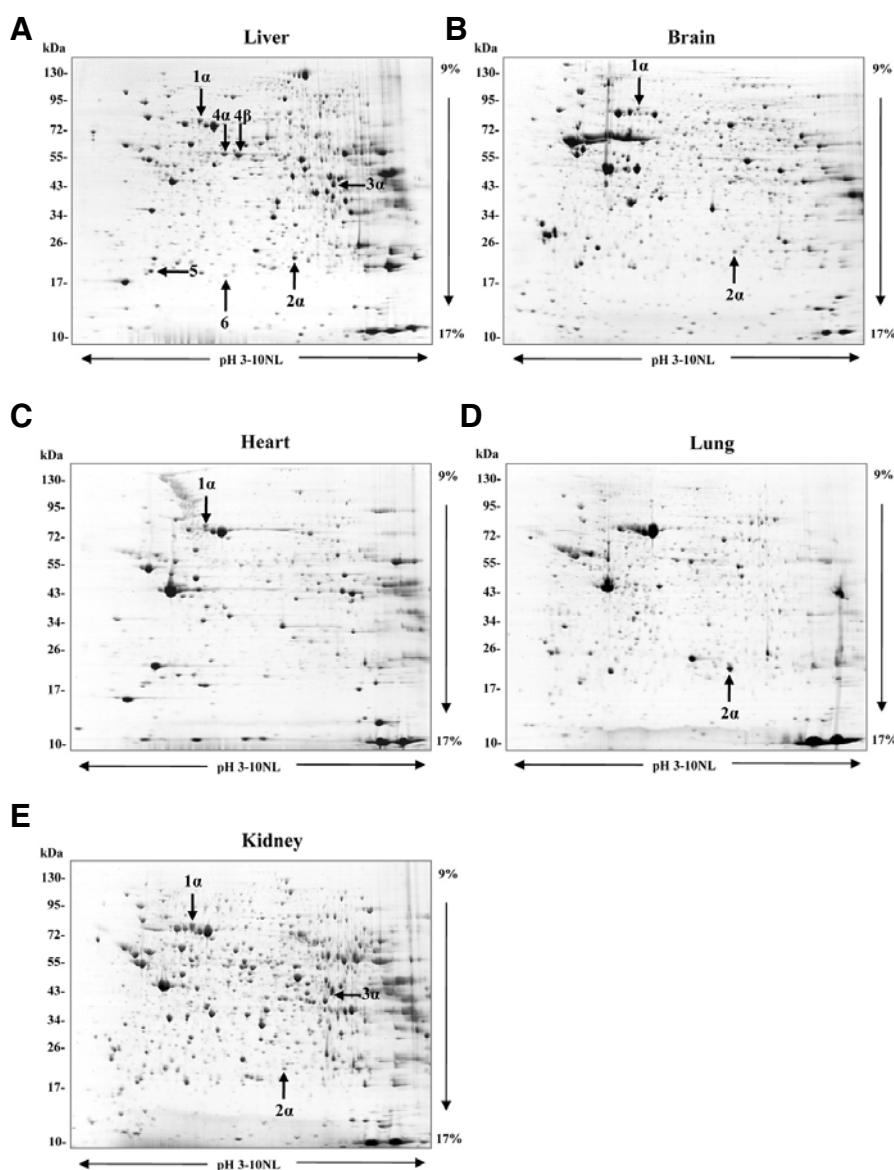 A
Liver
kDa
130-
95-
72-
55-
43-
34-
26-
17-
10-
1α
4α 4β
3α
5
6
2α
9%
17%
pH 3-10NL
B
Brain
kDa
130-
95-
72-
55-
43-
34-
26-
17-
10-
1α
2α
9%
17%
pH 3-10NL
C
Heart
kDa
130-
95-
72-
55-
43-
34-
26-
17-
10-
1α
9%
17%
pH 3-10NL
D
Lung
kDa
130-
95-
72-
55-
43-
34-
26-
17-
10-
2α
9%
17%
pH 3-10NL
E
Kidney
kDa
130-
95-
72-
55-
43-
34-
26-
17-
10-
1α
3α
2α
9%
17%
pH 3-10NL